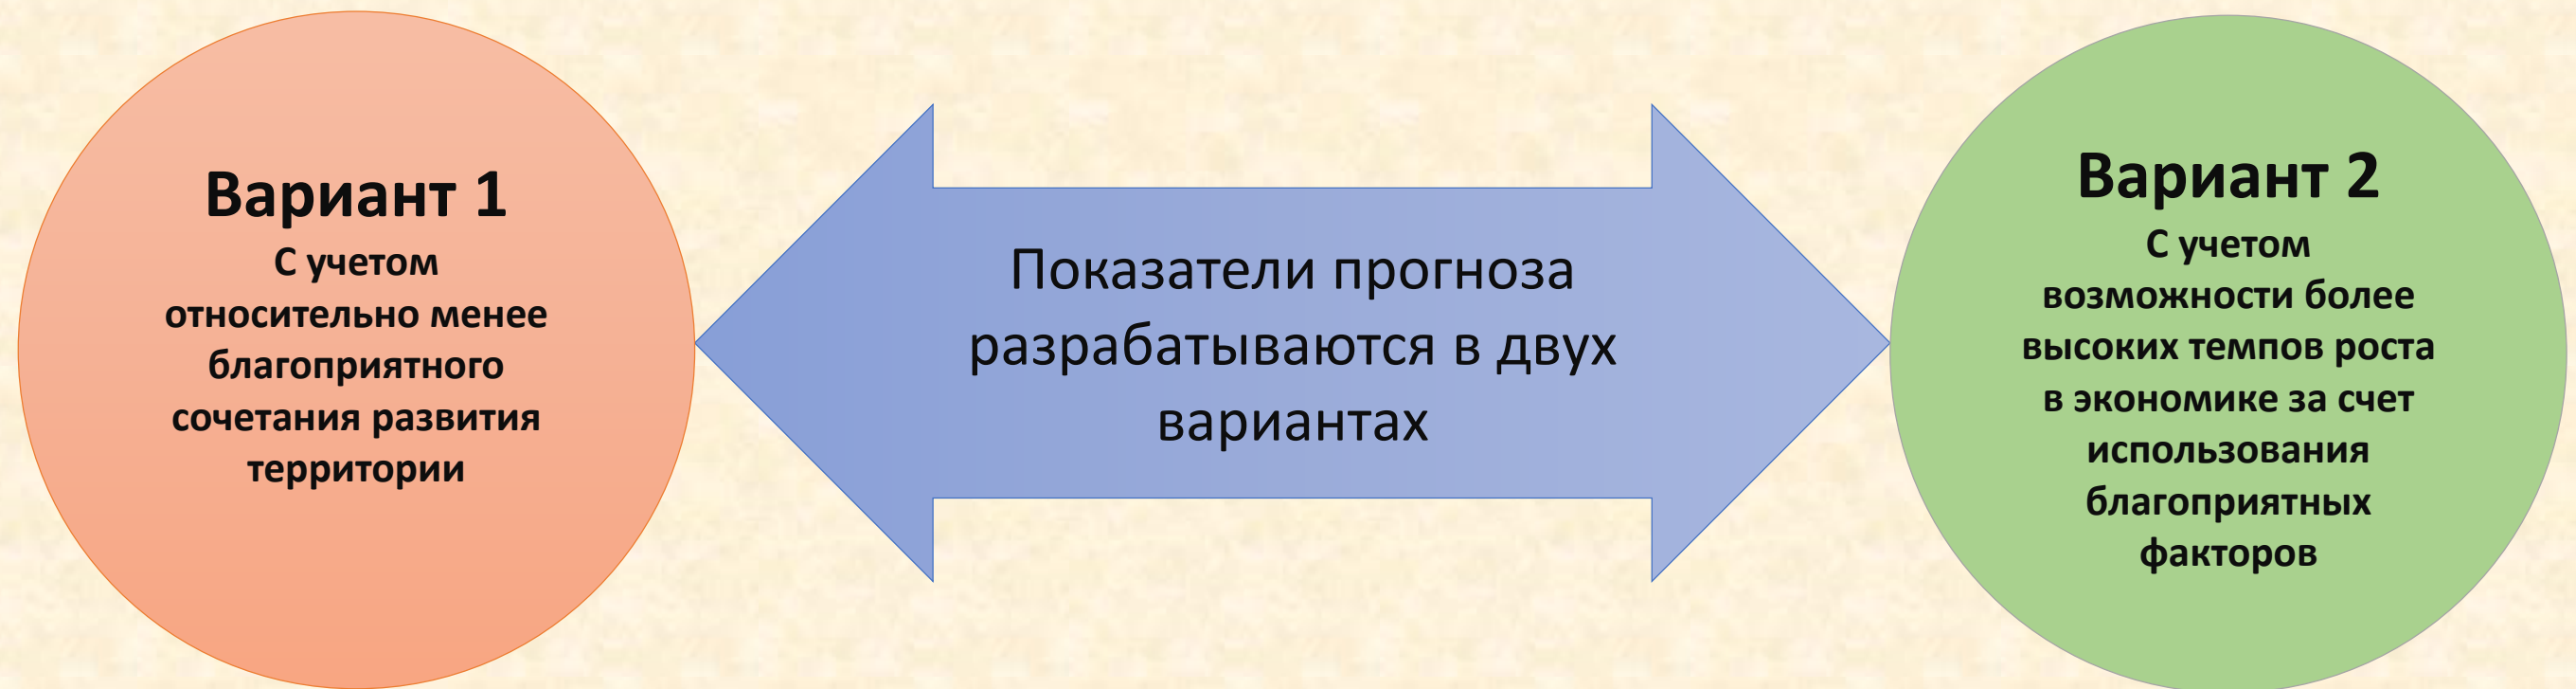 Вариант 1
С учетом
относительно менее
благоприятного
сочетания развития
территории
Показатели прогноза
разрабатываются в двух
вариантах
Вариант 2
С учетом
возможности более
высоких темпов роста
в экономике за счет
использования
благоприятных
факторов